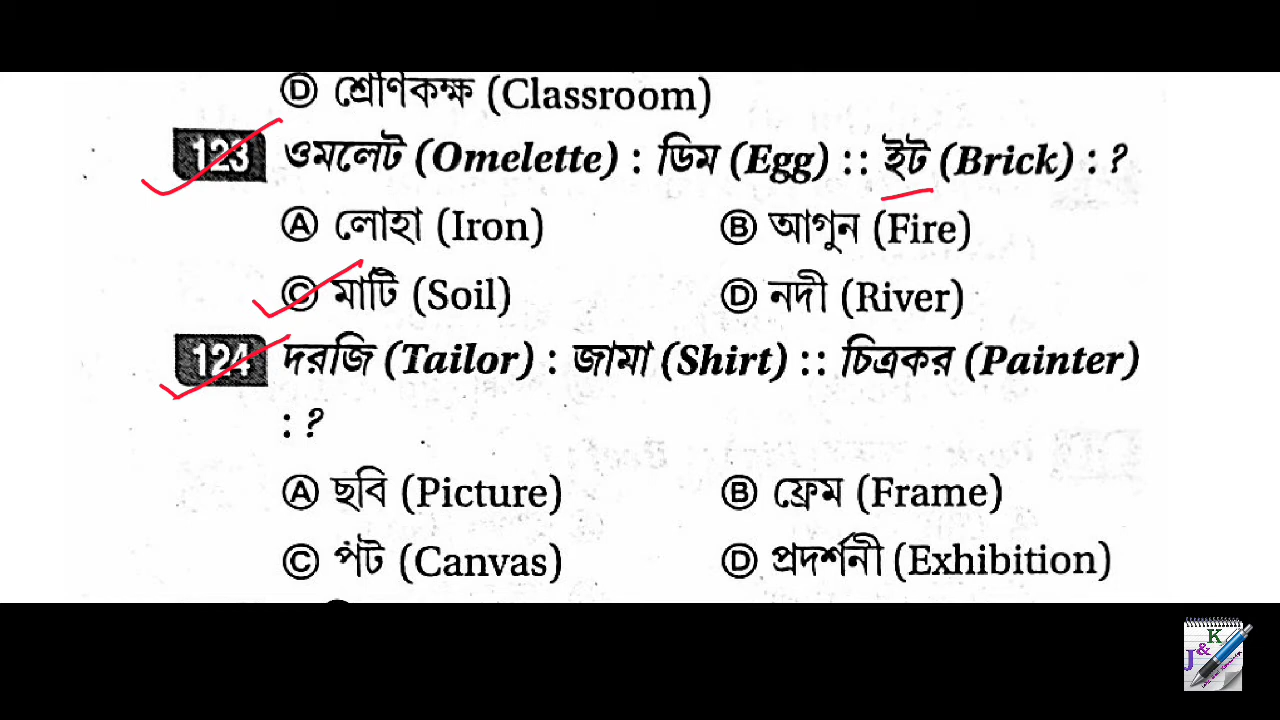 Ⓓ শ্রেণিকক্ষ (Classroom)
123 ওমলেট (Omelette) : ডিম (Egg) :: ইট (Brick) : ?
Ⓐ লোহা (Iron) Ⓑ আগুন (Fire)
Ⓒ মাটি (Soil) Ⓓ নদী (River)
124 দরজি (Tailor) : জামা (Shirt) :: চিত্রকর (Painter)
: ?
Ⓐ ছবি (Picture) Ⓑ ফ্রেম (Frame)
Ⓒ পট (Canvas) Ⓓ প্রদর্শনী (Exhibition)
J&K